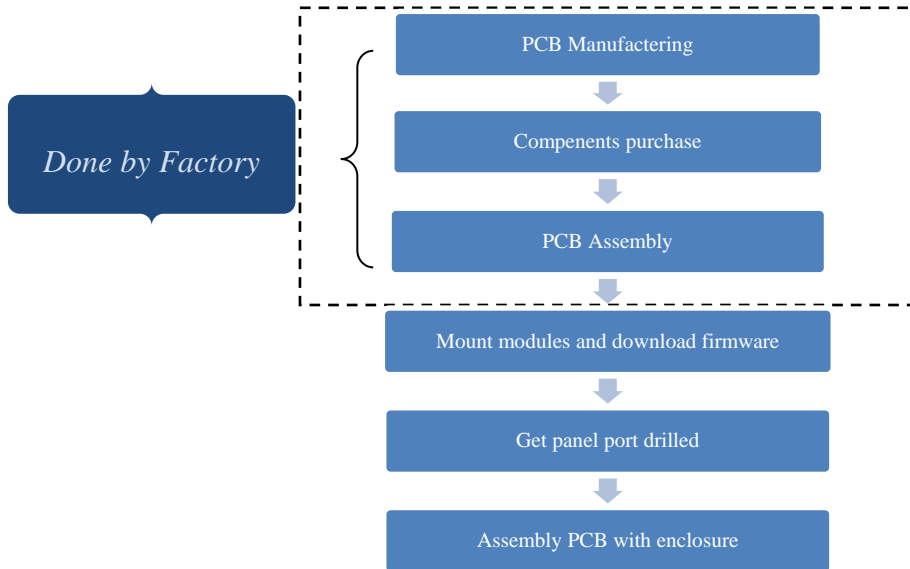 PCB Manufactering
Done by Factory
Compenents purchase
PCB Assembly
Mount modules and download firmware
Get panel port drilled
Assembly PCB with enclosure